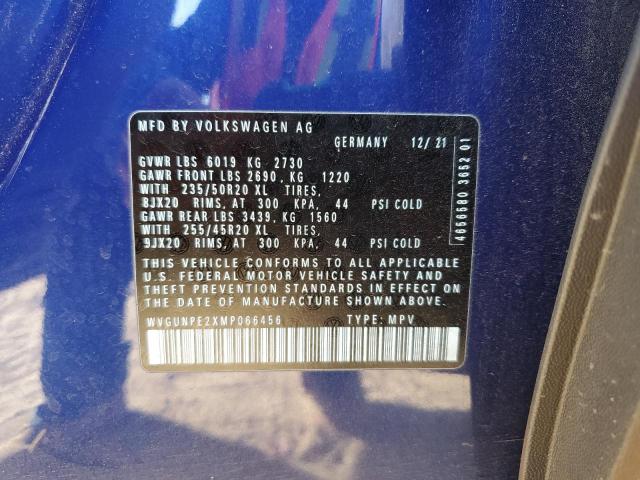 MFD BY VOLKSWAGEN AG
GERMANY 12/21
GVWR LBS 6019 KG 2730
GAWR FRONT LBS 2690, KG 1220
WITH 235/50R20 XL TIRES,
8JX20 RIMS, AT 300 KPA, 44 PSI COLD
GAWR REAR LBS 3439, KG 1560
WITH 255/45R20 XL TIRES,
9JX20 RIMS, AT 300 KPA, 44 PSI COLD
THIS VEHICLE CONFORMS TO ALL APPLICABLE
U.S. FEDERAL MOTOR VEHICLE SAFETY AND
THEFT PREVENTION STANDARDS IN EFFECT ON
THE DATE OF MANUFACTURE SHOWN ABOVE.
WVGUNPE2XMP066456 TYPE: MPV
4656580 3652 01